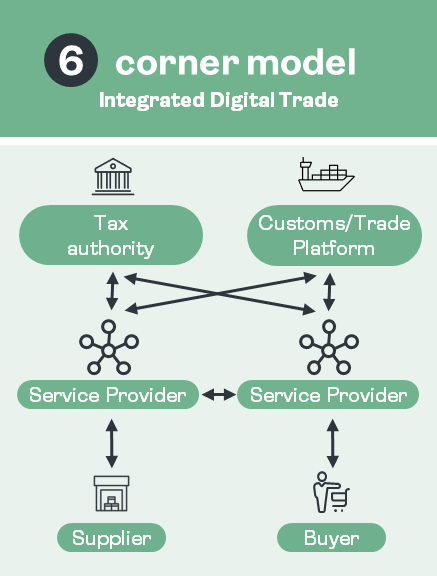 6 corner model
Integrated Digital Trade
Tax
authority
Customs/Trade
Platform
Service Provider
Service Provider
Supplier
Buyer